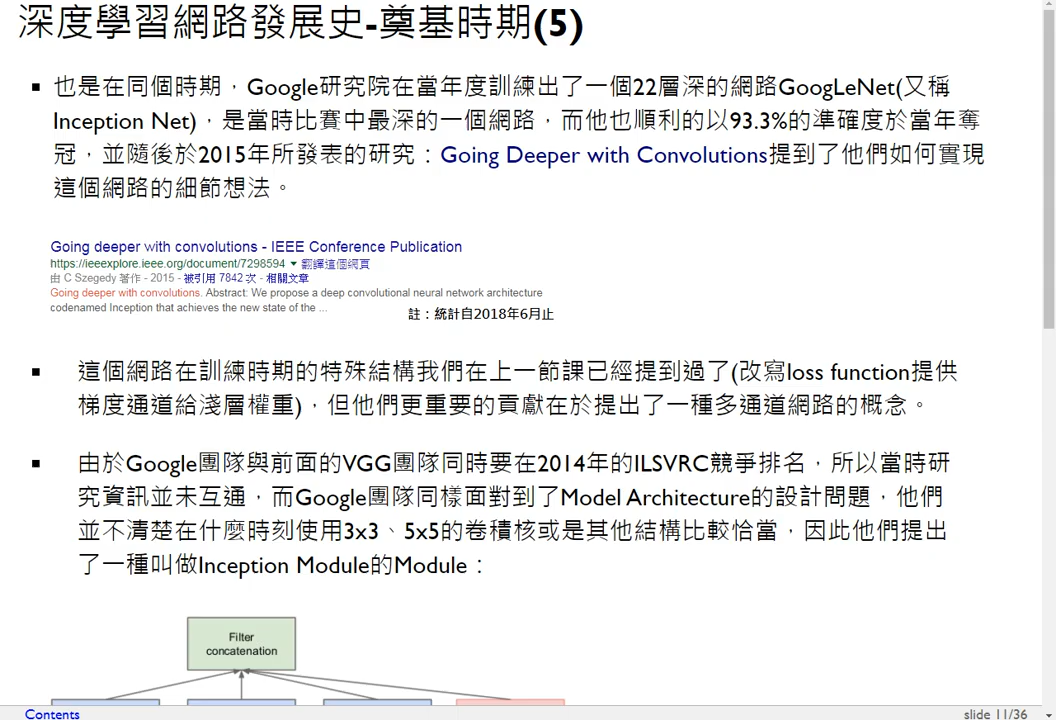 深度學習網路發展史-奠基時期(5)
也是在同個時期，Google研究院在當年度訓練出了一個22層深的網路GoogLeNet(又稱
Inception Net)，是當時比賽中最深的一個網路，而他也順利的以93.3%的準確度於當年奪
冠，並隨後於2015年所發表的研究：Going Deeper with Convolutions提到了他們如何實現
這個網路的細節想法。
Going deeper with convolutions - IEEE Conference Publication
https://ieeexplore.ieee.org/document/7298594 ▼ 翻譯這個網頁
由 C Szegedy 著作 - 2015 - 被引用 7842 次 - 相關文章
Going deeper with convolutions. Abstract: We propose a deep convolutional neural network architecture
codenamed Inception that achieves the new state of the ...
註：統計自2018年6月止
這個網路在訓練時期的特殊結構我們在上一節課已經提到過了(改寫loss function提供
梯度通道給淺層權重)，但他們更重要的貢獻在於提出了一種多通道網路的概念。
由於Google團隊與前面的VGG團隊同時要在2014年的ILSVRC競爭排名，所以當時研
究資訊並未互通，而Google團隊同樣面對到了Model Architecture的設計問題，他們
並不清楚在什麼時刻使用3x3、5x5的卷積核或是其他結構比較恰當，因此他們提出
了一種叫做Inception Module的Module：
Filter
concatenation
Contents
slide 11/36